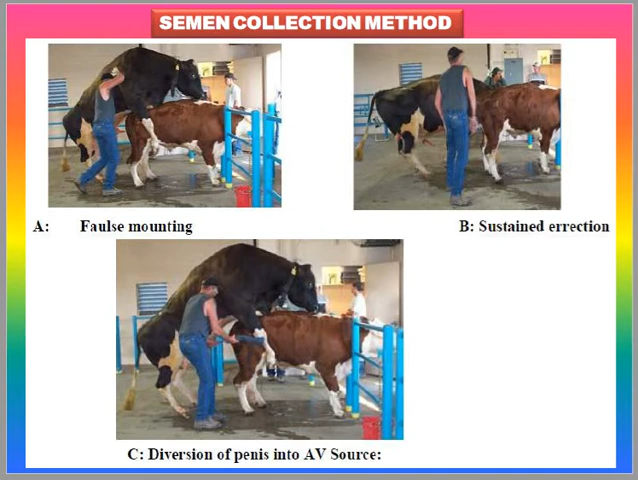 SEMEN COLLECTION METHOD
A: Faulse mounting
B: Sustained errection
C: Diversion of penis into AV Source: